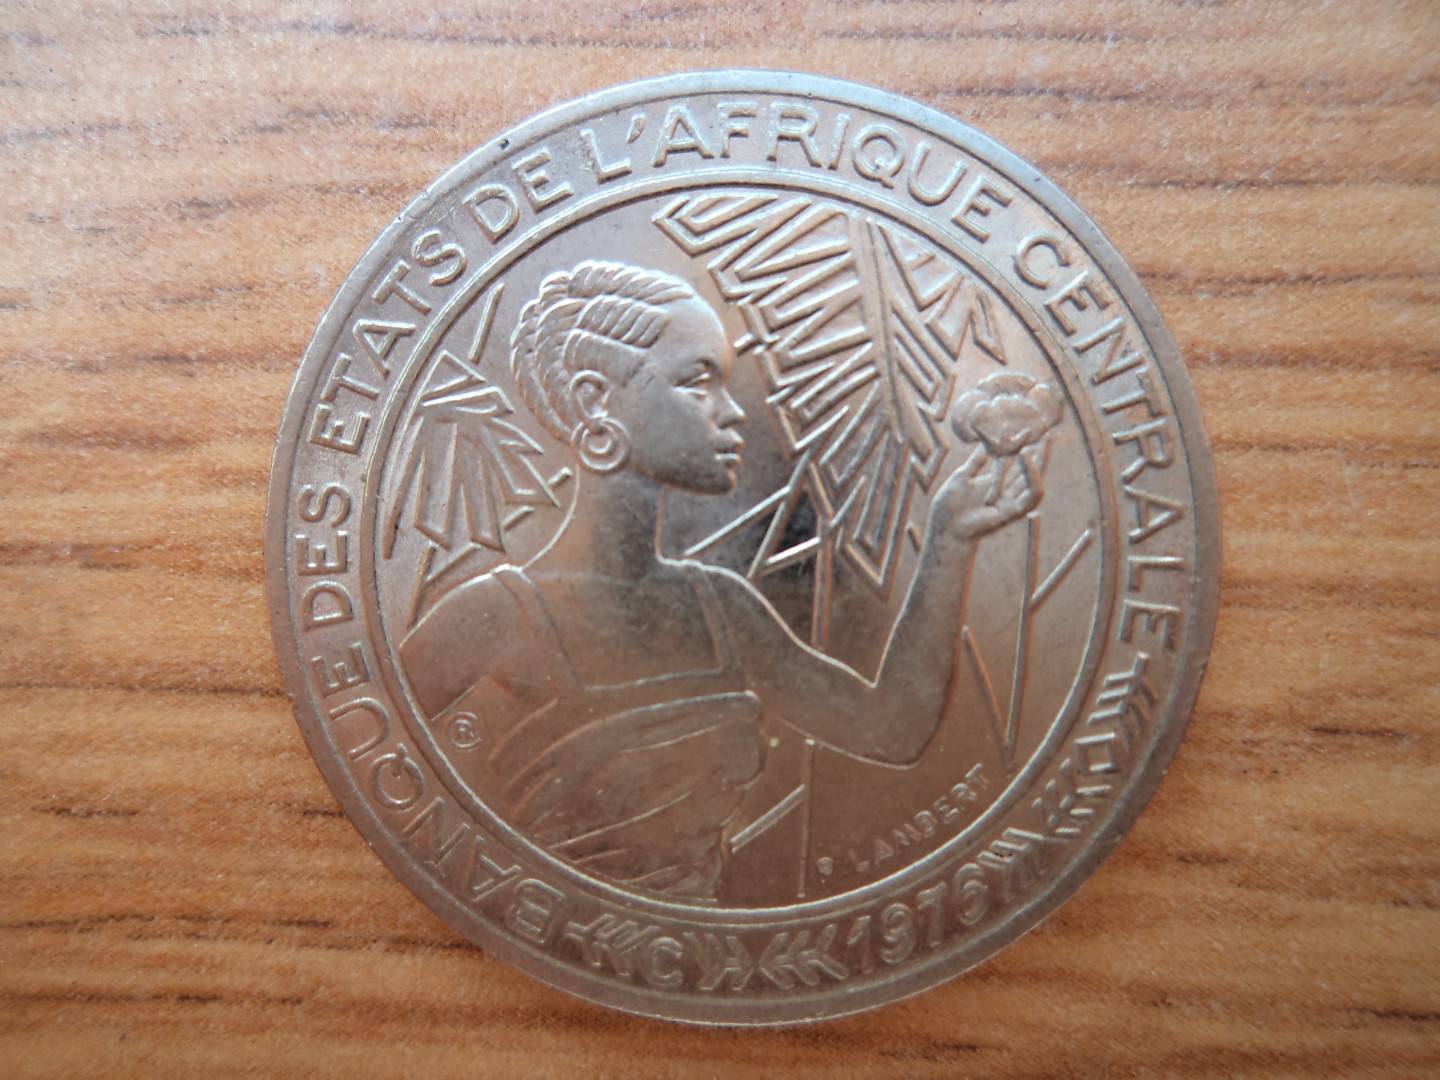 BANQUE DES ETATS DE L'AFRIQUE CENTRALE
C
1976
R
P. LAMBERT